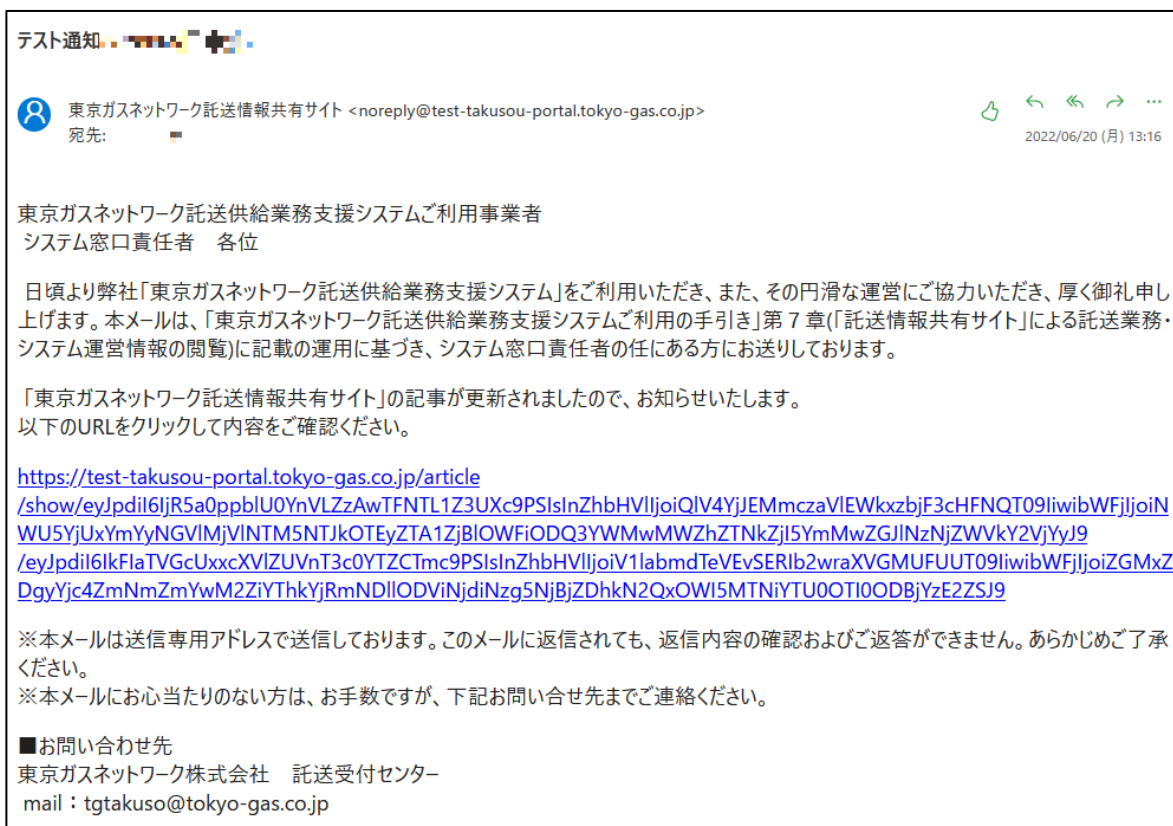 テスト通知
東京ガスネットワーク託送情報共有サイト <noreply@test-takusou-portal.tokyo-gas.co.jp>
宛先:
2022/06/20 (月) 13:16
東京ガスネットワーク託送供給業務支援システムご利用事業者
システム窓口責任者　各位
日頃より弊社「東京ガスネットワーク託送供給業務支援システム」をご利用いただき、また、その円滑な運営にご協力いただき、厚く御礼申し
上げます。本メールは、「東京ガスネットワーク託送供給業務支援システムご利用の手引き」第７章(「託送情報共有サイト」による託送業務・
システム運営情報の閲覧)に記載の運用に基づき、システム窓口責任者の任にある方にお送りしております。
「東京ガスネットワーク託送情報共有サイト」の記事が更新されましたので、お知らせいたします。
以下のURLをクリックして内容をご確認ください。
https://test-takusou-portal.tokyo-gas.co.jp/article
/show/eyJpdiI6IjR5a0ppblU0YnVLZzAwTFNTL1Z3UXc9PSIsInZhbHVlIjoiQlV4YjJEMmczaVlEWkxzbjF3cHFNQT09IiwibWFjIjoiN
WU5YjUxYmYyNGVlMjVlNTM5NTJkOTEyZTA1ZjBlOWFiODQ3YWMwMWZhZTNkZjI5YmMwZGJlNzNjZWVkY2VjYyJ9
/eyJpdiI6IkFIaTVGcUxxcXVlZUVnT3c0YTZCTmc9PSIsInZhbHVlIjoiV1labmdTeVEvSERIb2wraXVGMUFUUT09IiwibWFjIjoiZGMxZ
DgyYjc4ZmNmZmYwM2ZiYThkYjRmNDllODViNjdiNzg5NjBjZDhkN2QxOWI5MTNiYTU0OTI0ODBjYzE2ZSJ9
※本メールは送信専用アドレスで送信しております。このメールに返信されても、返信内容の確認およびご返答ができません。あらかじめご了承
ください。
※本メールにお心当たりのない方は、お手数ですが、下記お問い合せ先までご連絡ください。
■お問い合わせ先
東京ガスネットワーク株式会社　託送受付センター
mail：tgtakuso@tokyo-gas.co.jp